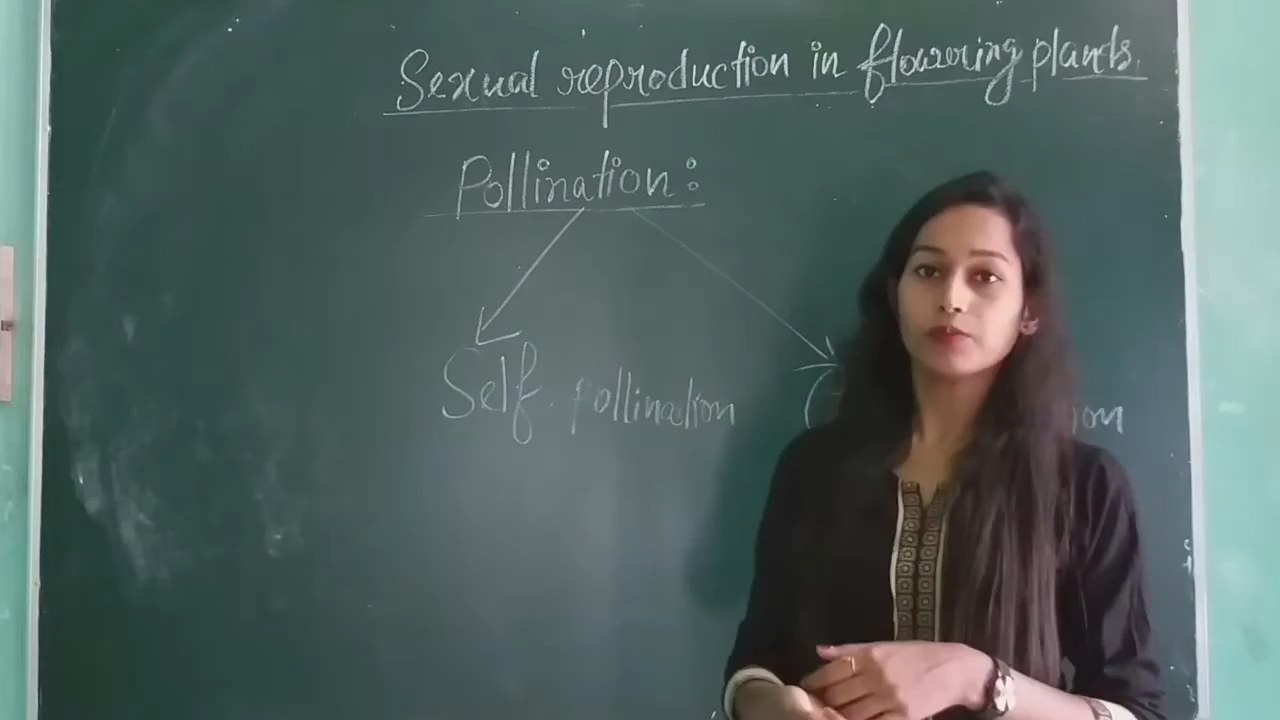 Sexual reproduction in flowering plants.
Pollination:
Self-pollination